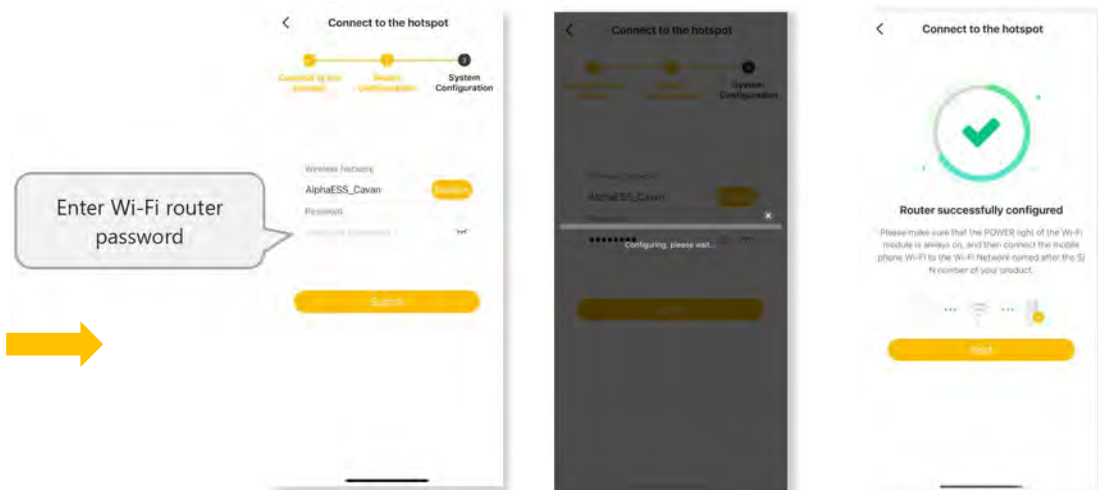 Connect to the hotspot
System
Configuration
Enter Wi-Fi router
password
Wireless Network
AlphaESS_Cavan
Password
Submit
Connect to the hotspot
System
Configuration
AlphaESS_Cavan
Configuring, please wait...
Connect to the hotspot
Router successfully configured
Please make sure that the POWER light of the Wi-Fi
module is always on, and then connect the mobile
phone Wi-Fi to the Wi-Fi Network named after the S/
N number of your product.
Next